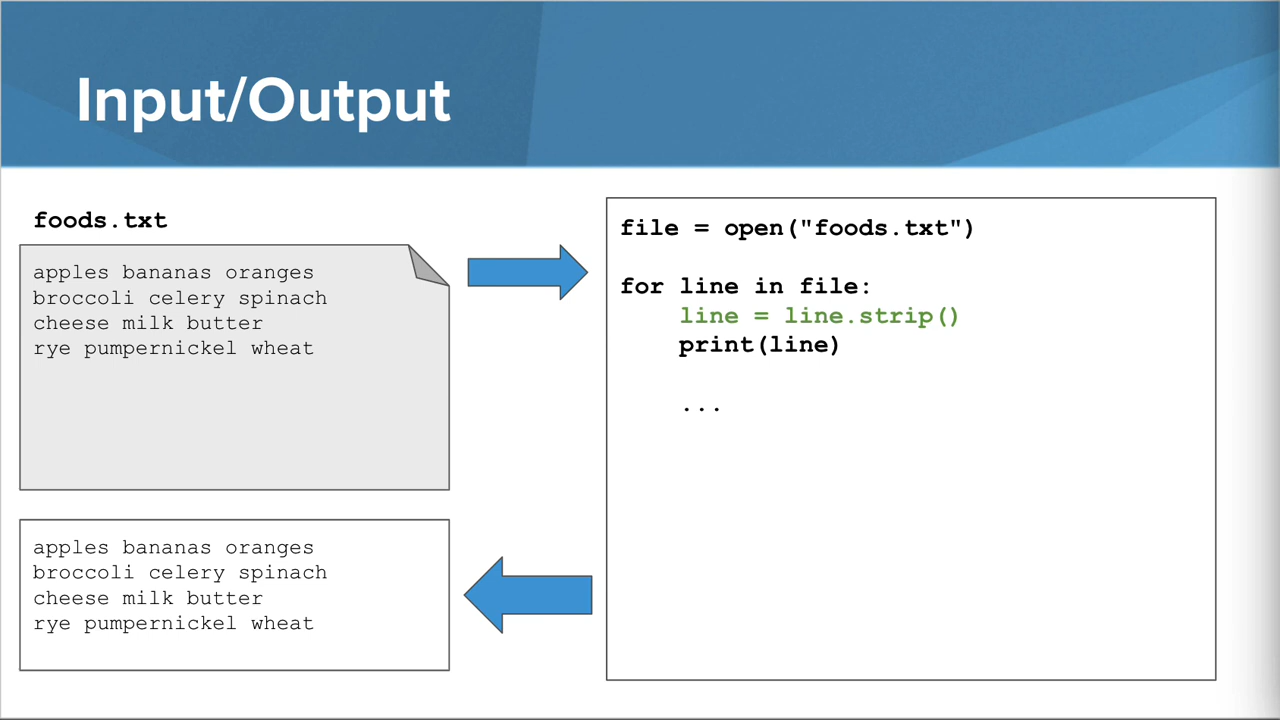 Input/Output
foods.txt
apples bananas oranges
broccoli celery spinach
cheese milk butter
rye pumpernickel wheat
file = open("foods.txt")
for line in file:
    line = line.strip()
    print(line)
    ...
apples bananas oranges
broccoli celery spinach
cheese milk butter
rye pumpernickel wheat